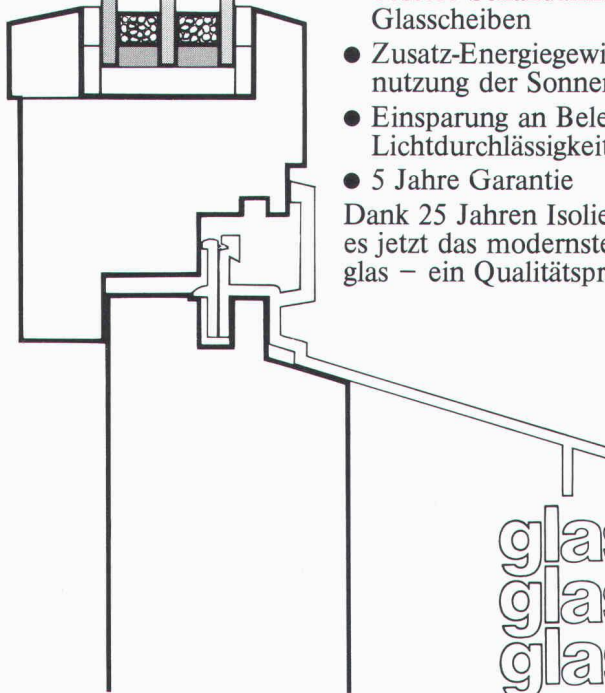 Glasscheiben
● Zusatz-Energiegewi
nutzung der Sonnen
● Einsparung an Bele
Lichtdurchlässigkeit
● 5 Jahre Garantie
Dank 25 Jahren Isolie
es jetzt das modernste
glas – ein Qualitätspr
glas
glas
glas